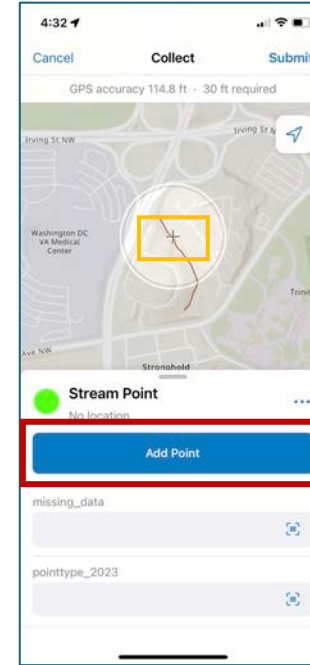 4:32
Cancel Collect Submit
GPS accuracy 114.8 ft · 30 ft required
Irving St NW
Irving St
Washington DC
VA Medical
Center
Trini
Ave NW
Stronghold
Stream Point
No location
Add Point
missing_data
pointtype_2023